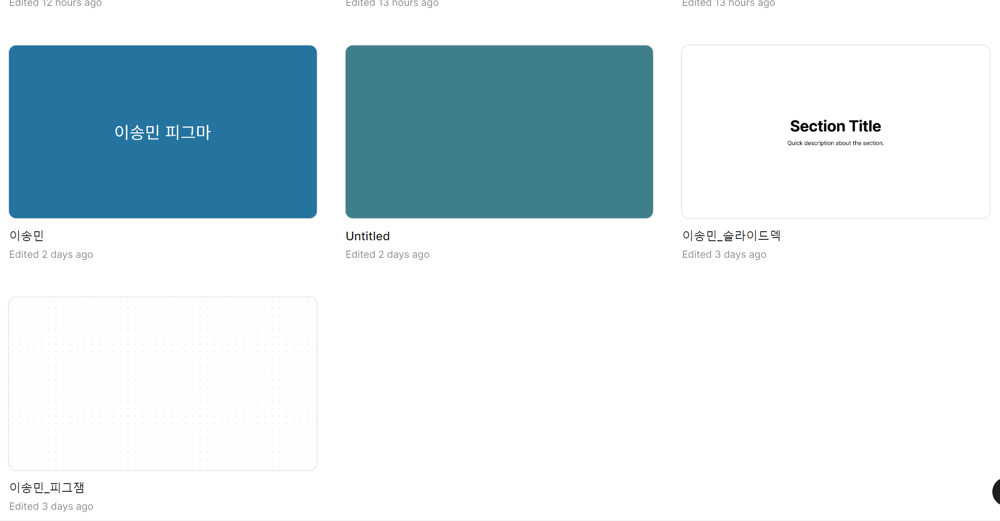 Edited 12 hours ago
Edited 13 hours ago
Edited 13 hours ago
이송민 피그마
Section Title
Quick description about the section.
이송민
Untitled
이송민_슬라이드덱
Edited 2 days ago
Edited 2 days ago
Edited 3 days ago
이송민_피그잼
Edited 3 days ago